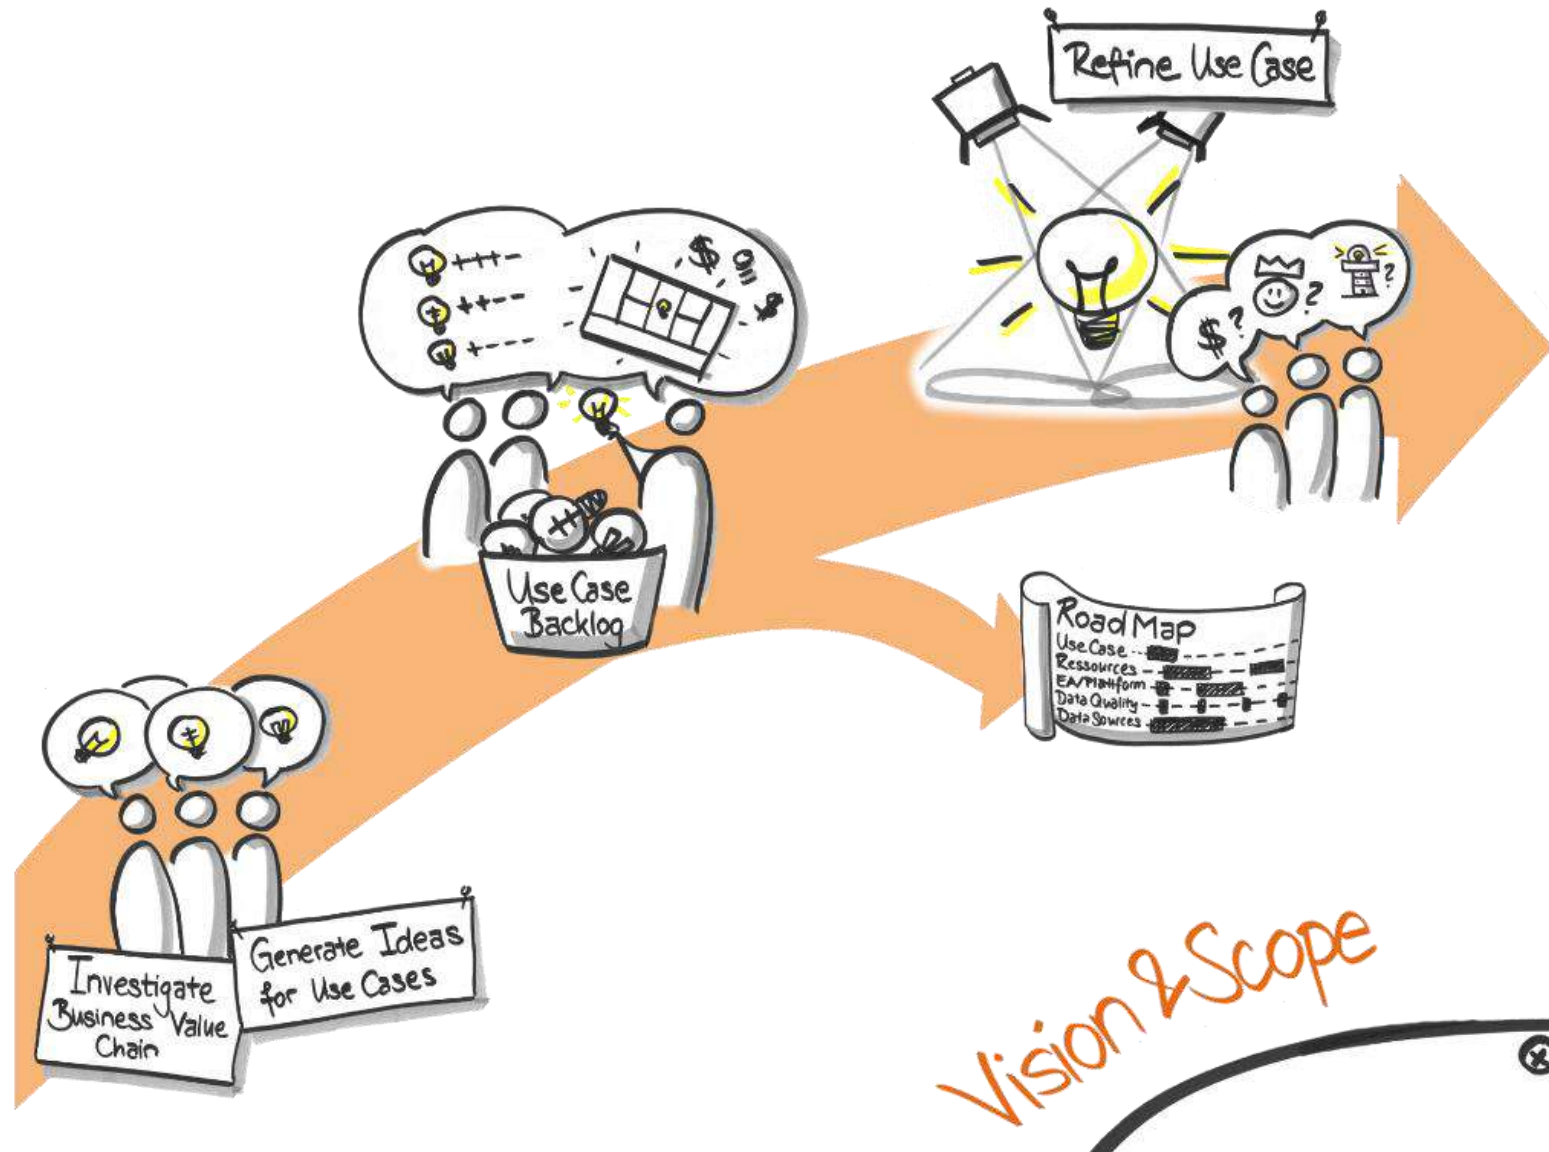 Refine Use Case
+++-
++--
+---
$
$
$?
?
?
Use Case
Backlog
Road Map
Use Case
Ressources
EA/Plattform
Data Quality
Data Sources
Generate Ideas
for Use Cases
Investigate
Business Value
Chain
Vision & Scope